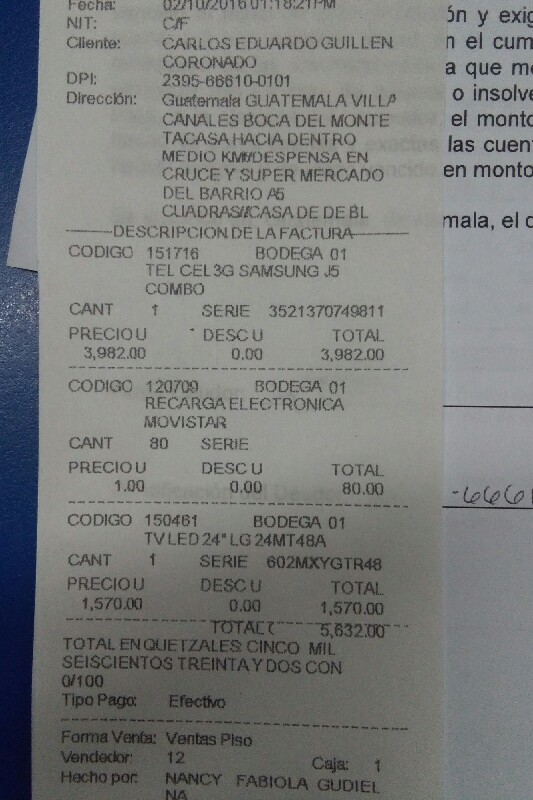 Fecha: 02/10/2016 01:18:21PM
NIT: C/F
Cliente: CARLOS EDUARDO GUILLEN
CORONADO
DPI: 2395-66610-0101
Dirección: Guatemala GUATEMALA VILLA
CANALES BOCA DEL MONTE
TACASA HACIA DENTRO
MEDIO KM//DESPENSA EN
CRUCE Y SUPER MERCADO
DEL BARRIO A5
CUADRAS//CASA DE DE BL
DESCRIPCION DE LA FACTURA
CODIGO 151716 BODEGA 01
TEL CEL 3G SAMSUNG J5
COMBO
CANT 1 SERIE 3521370749811
PRECIO U DESC U TOTAL
3,982.00 0.00 3,982.00
CODIGO 120709 BODEGA 01
RECARGA ELECTRONICA
MOVISTAR
CANT 80 SERIE
PRECIO U DESC U TOTAL
1.00 0.00 80.00
CODIGO 150461 BODEGA 01
TV LED 24" LG 24MT48A
CANT 1 SERIE 602MXYGTR48
PRECIO U DESC U TOTAL
1,570.00 0.00 1,570.00
TOTAL ( 5,632.00
TOTAL EN QUETZALES: CINCO MIL
SEISCIENTOS TREINTA Y DOS CON
0/100
Tipo Pago: Efectivo
Forma Venta: Ventas Piso
Vendedor: 12 Caja: 1
Hecho por: NANCY FABIOLA GUDIEL
NA
ón y exig
n el cum
a que me
o insolve
el monto
las cuen
en monto
mala, el d
-6661